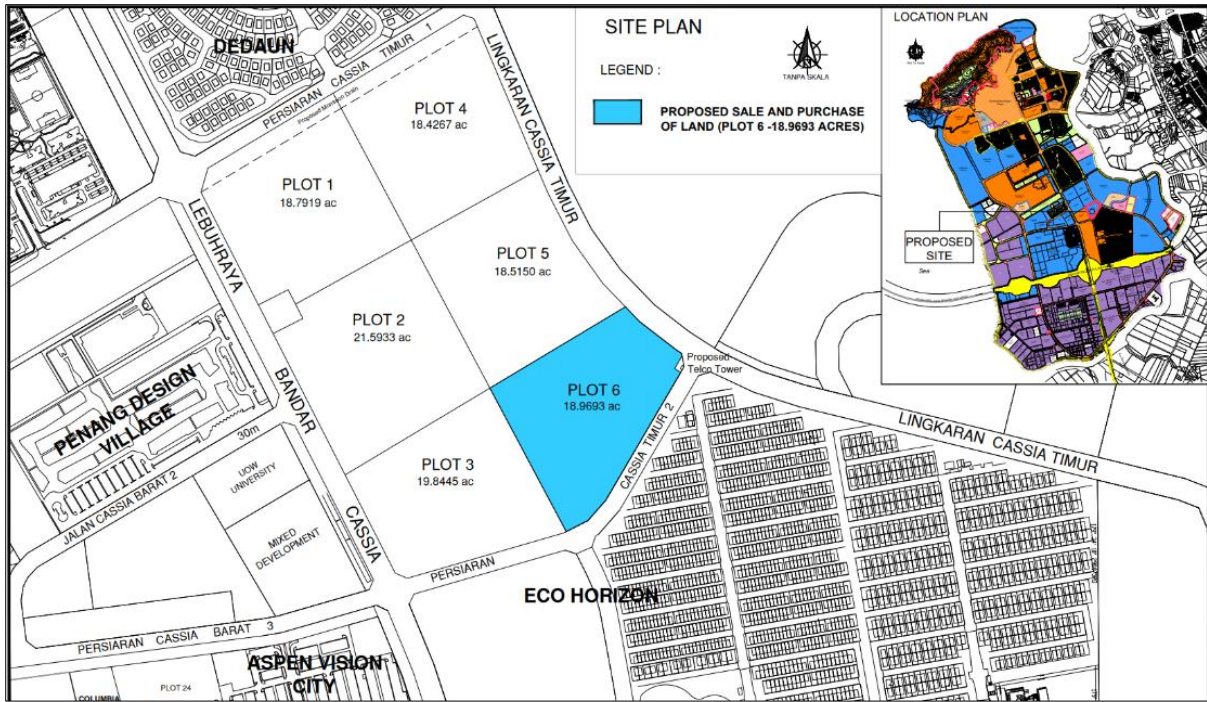 SITE PLAN
TANPA SKALA
LEGEND :
PROPOSED SALE AND PURCHASE
OF LAND (PLOT 6 -18.9693 ACRES)
LOCATION PLAN
PROPOSED
SITE
Sea
DEDAUN
PERSIARAN CASSIA TIMUR 1
Proposed Monsoon Drain
LINGKARAN CASSIA TIMUR
PLOT 4
18.4267 ac
PLOT 1
18.7919 ac
LEBUHRAYA
BANDAR
CASSIA
PLOT 5
18.5150 ac
PLOT 2
21.5933 ac
PLOT 6
18.9693 ac
Proposed
Telco Tower
LINGKARAN CASSIA TIMUR
PENANG DESIGN
VILLAGE
30m
JALAN CASSIA BARAT 2
UOW
UNIVERSITY
MIXED
DEVELOPMENT
PLOT 3
19.8445 ac
PERSIARAN
CASSIA TIMUR 2
ECO HORIZON
PERSIARAN CASSIA BARAT 3
ASPEN VISION
CITY
COLUMBIA
PLOT 24